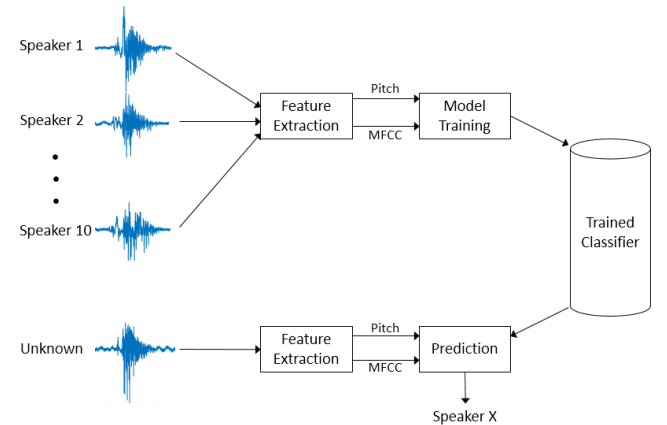 Speaker 1
Speaker 2
Speaker 10
Feature
Extraction
Pitch
MFCC
Model
Training
Trained
Classifier
Unknown
Feature
Extraction
Pitch
MFCC
Prediction
Speaker X